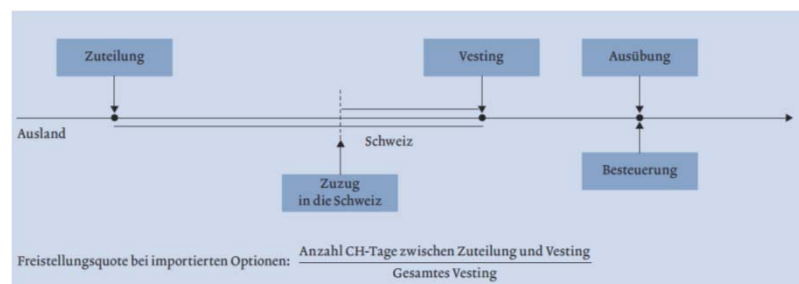 Zuteilung
Vesting
Ausübung
Ausland
Schweiz
Zuzug
in die Schweiz
Besteuerung
Freistellungsquote bei importierten Optionen: Anzahl CH-Tage zwischen Zuteilung und Vesting
Gesamtes Vesting